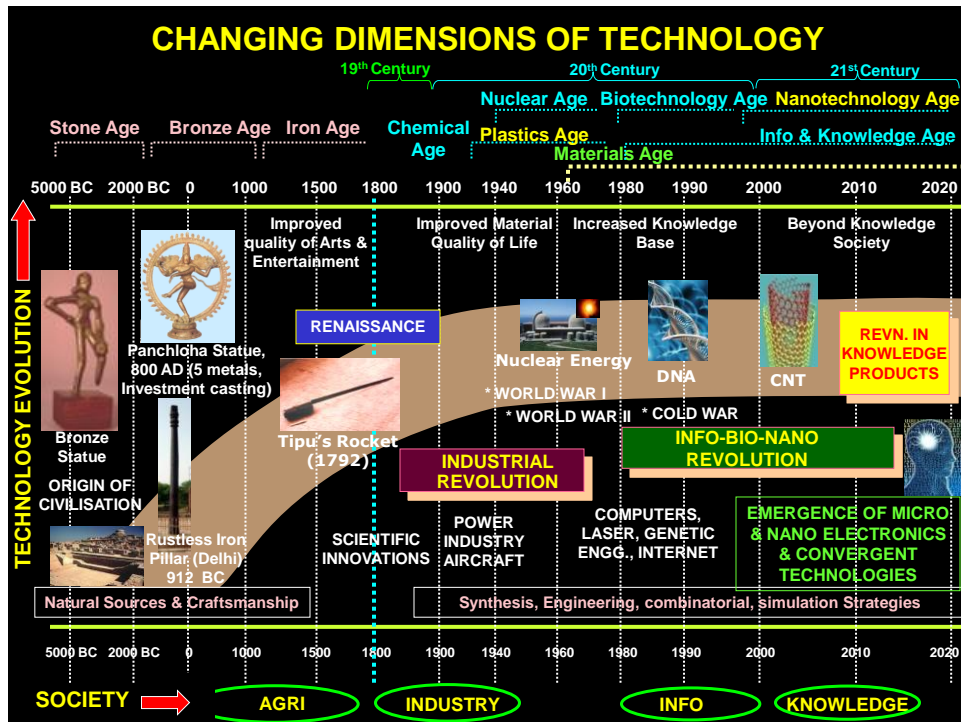 CHANGING DIMENSIONS OF TECHNOLOGY
19th Century
20th Century
21st Century
Nuclear Age
Biotechnology Age
Nanotechnology Age
Stone Age
Bronze Age
Iron Age
Chemical
Age
Plastics Age
Info & Knowledge Age
Materials Age
5000 BC 2000 BC 0 1000 1500 1800 1900 1940 1960 1980 1990 2000 2010 2020
Improved
quality of Arts &
Entertainment
Improved Material
Quality of Life
Increased Knowledge
Base
Beyond Knowledge
Society
TECHNOLOGY EVOLUTION
RENAISSANCE
Panchloha Statue,
800 AD (5 metals,
Investment casting)
Nuclear Energy
DNA
CNT
REVN. IN
KNOWLEDGE
PRODUCTS
* WORLD WAR I
* WORLD WAR II
* COLD WAR
Bronze
Statue
Tipu's Rocket
(1792)
INDUSTRIAL
REVOLUTION
INFO-BIO-NANO
REVOLUTION
ORIGIN OF
CIVILISATION
Rustless Iron
Pillar (Delhi)
912 BC
SCIENTIFIC
INNOVATIONS
POWER
INDUSTRY
AIRCRAFT
COMPUTERS,
LASER, GENETIC
ENGG., INTERNET
EMERGENCE OF MICRO
& NANO ELECTRONICS
& CONVERGENT
TECHNOLOGIES
Natural Sources & Craftsmanship
Synthesis, Engineering, combinatorial, simulation Strategies
5000 BC 2000 BC 0 1000 1500 1800 1900 1940 1960 1980 1990 2000 2010 2020
SOCIETY
AGRI
INDUSTRY
INFO
KNOWLEDGE